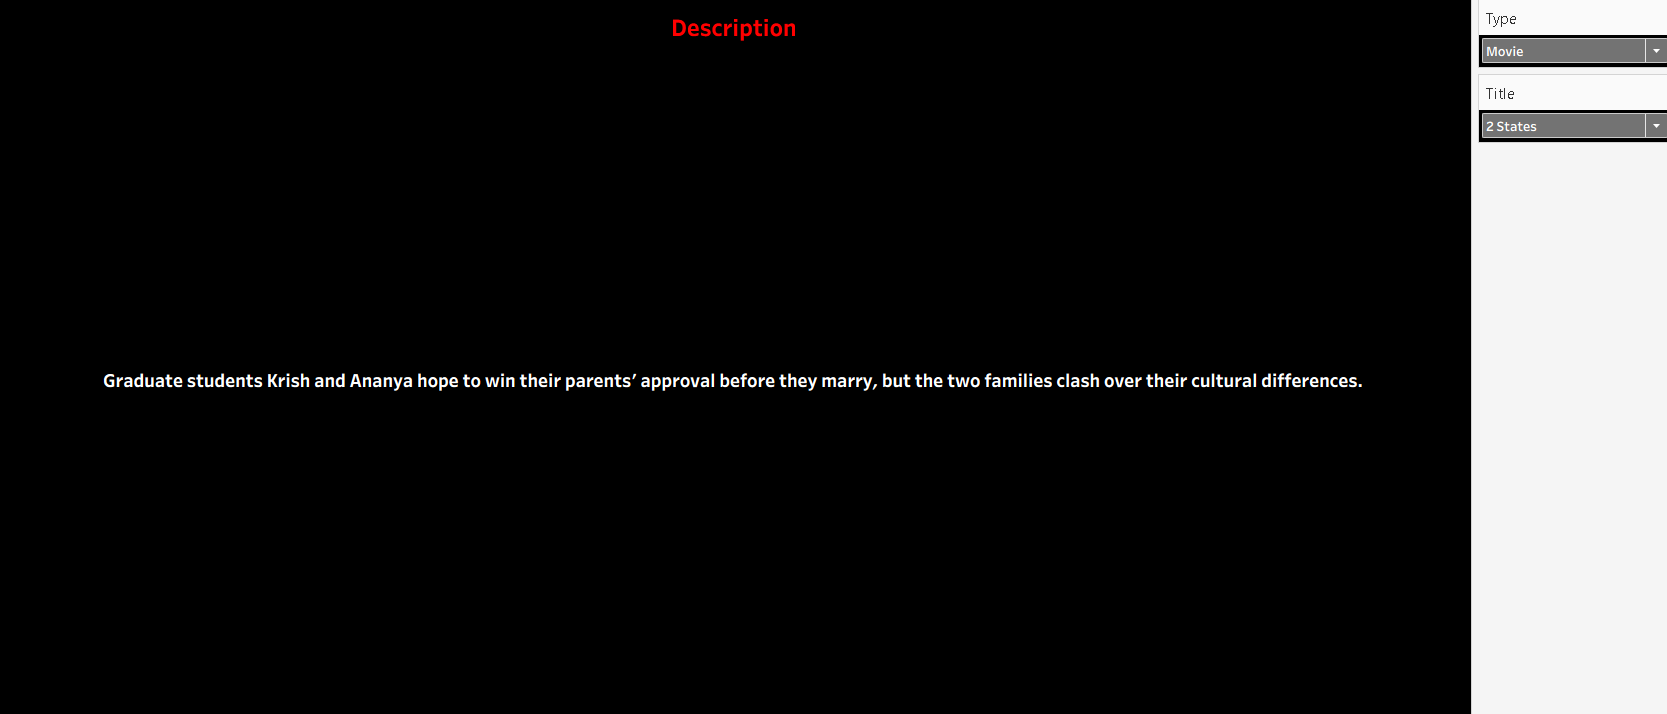 Description
Graduate students Krish and Ananya hope to win their parents’ approval before they marry, but the two families clash over their cultural differences.
Type
Movie
Title
2 States